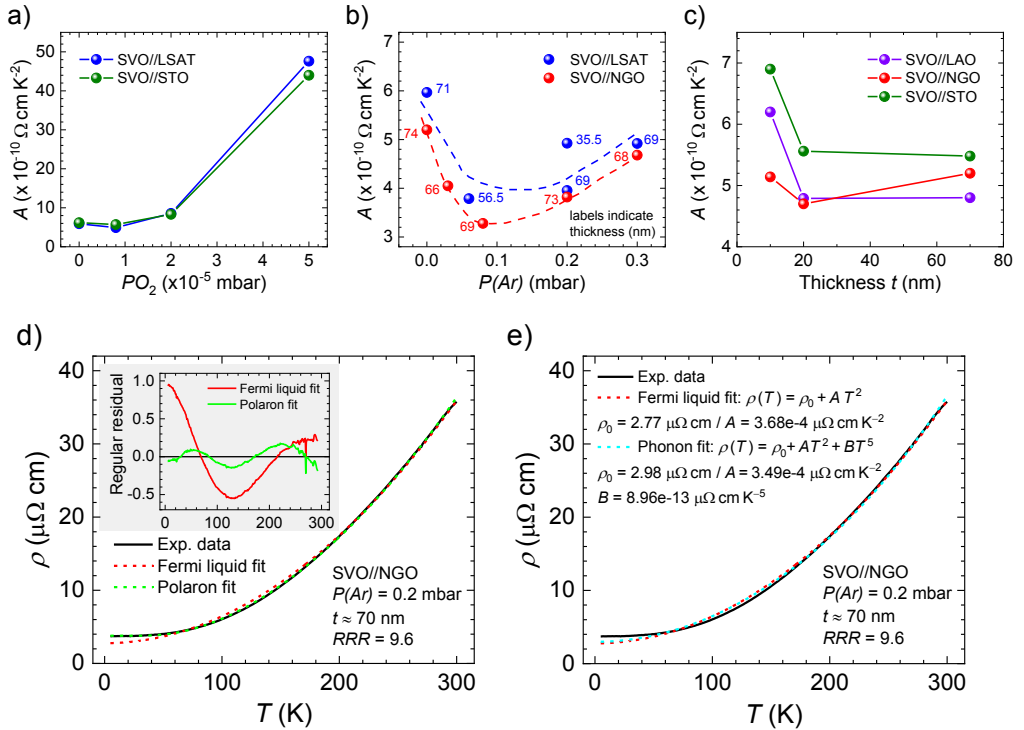 a)
SVO//LSAT
SVO//STO
A (x 10⁻¹⁰ Ω cm K⁻²)
50
40
30
20
10
0
0 1 2 3 4 5
PO₂ (x10⁻⁵ mbar)
b)
SVO//LSAT
SVO//NGO
A (x 10⁻¹⁰ Ω cm K⁻²)
8
7
6
5
4
3
71
74
66
56.5
69
35.5
69
73
69
68
labels indicate
thickness (nm)
0.0 0.1 0.2 0.3
P(Ar) (mbar)
c)
SVO//LAO
SVO//NGO
SVO//STO
A (x 10⁻¹⁰ Ω cm K⁻²)
7
6
5
4
0 20 40 60 80
Thickness t (nm)
d)
ρ (μΩ cm)
40
30
20
10
0
Regular residual
1.0
0.5
0.0
-0.5
Fermi liquid fit
Polaron fit
0 50 100 150 200 250 300
Exp. data
Fermi liquid fit
Polaron fit
SVO//NGO
P(Ar) = 0.2 mbar
t ≈ 70 nm
RRR = 9.6
0 100 200 300
T (K)
e)
ρ (μΩ cm)
40
30
20
10
0
Exp. data
Fermi liquid fit: ρ(T) = ρ₀ + AT²
ρ₀ = 2.77 μΩ cm / A = 3.68e-4 μΩ cm K⁻²
Phonon fit: ρ(T) = ρ₀ + AT² + BT⁵
ρ₀ = 2.98 μΩ cm / A = 3.49e-4 μΩ cm K⁻²
B = 8.96e-13 μΩ cm K⁻⁵
SVO//NGO
P(Ar) = 0.2 mbar
t ≈ 70 nm
RRR = 9.6
0 100 200 300
T (K)